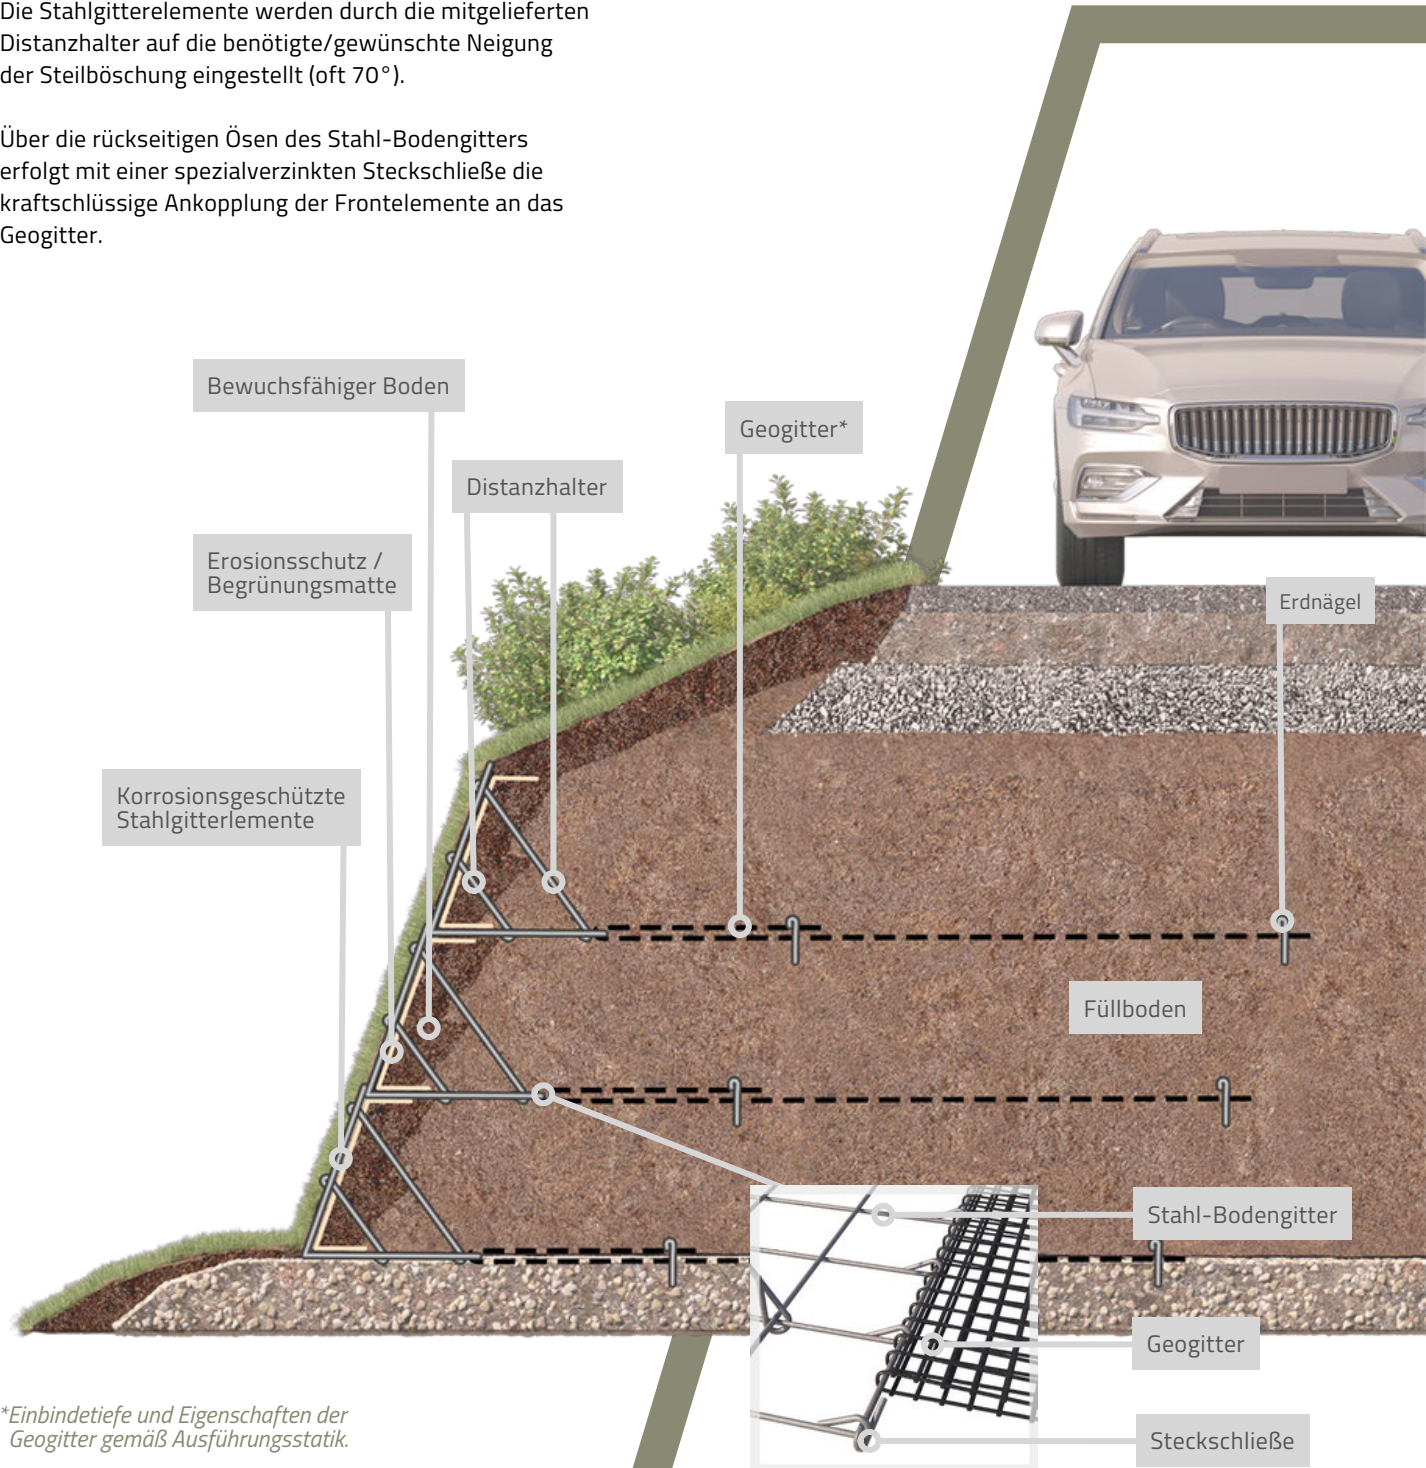 Die Stahlgitterelemente werden durch die mitgelieferten
Distanzhalter auf die benötigte/gewünschte Neigung
der Steilböschung eingestellt (oft 70°).
Über die rückseitigen Ösen des Stahl-Bodengitters
erfolgt mit einer spezialverzinkten Steckschließe die
kraftschlüssige Ankopplung der Frontelemente an das
Geogitter.
Bewuchsfähiger Boden
Geogitter*
Distanzhalter
Erosionsschutz /
Begrünungsmatte
Erdnägel
Korrosionsgeschützte
Stahlgitterlemente
Füllboden
Stahl-Bodengitter
Geogitter
Steckschließe
*Einbindetiefe und Eigenschaften der
Geogitter gemäß Ausführungsstatik.